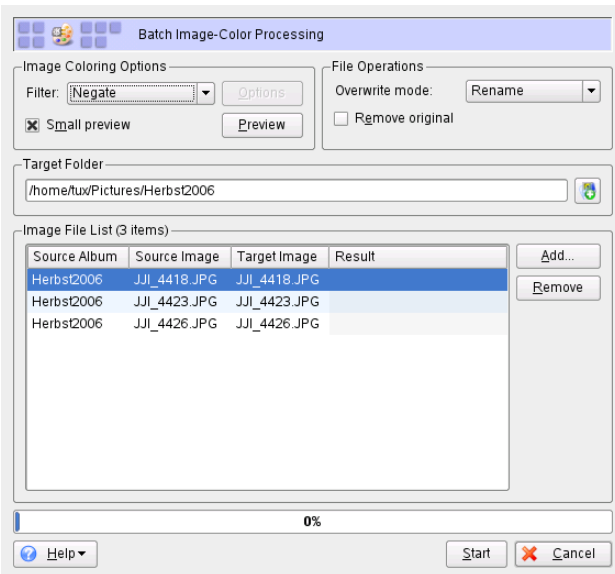 Batch Image-Color Processing
Image Coloring Options
Filter: Negate Options
Small preview Preview
File Operations
Overwrite mode: Rename
Remove original
Target Folder
/home/tux/Pictures/Herbst2006
Image File List (3 items)
Source Album Source Image Target Image Result
Herbst2006 JJI_4418.JPG JJI_4418.JPG
Herbst2006 JJI_4423.JPG JJI_4423.JPG
Herbst2006 JJI_4426.JPG JJI_4426.JPG
Add...
Remove
0%
Help Start Cancel